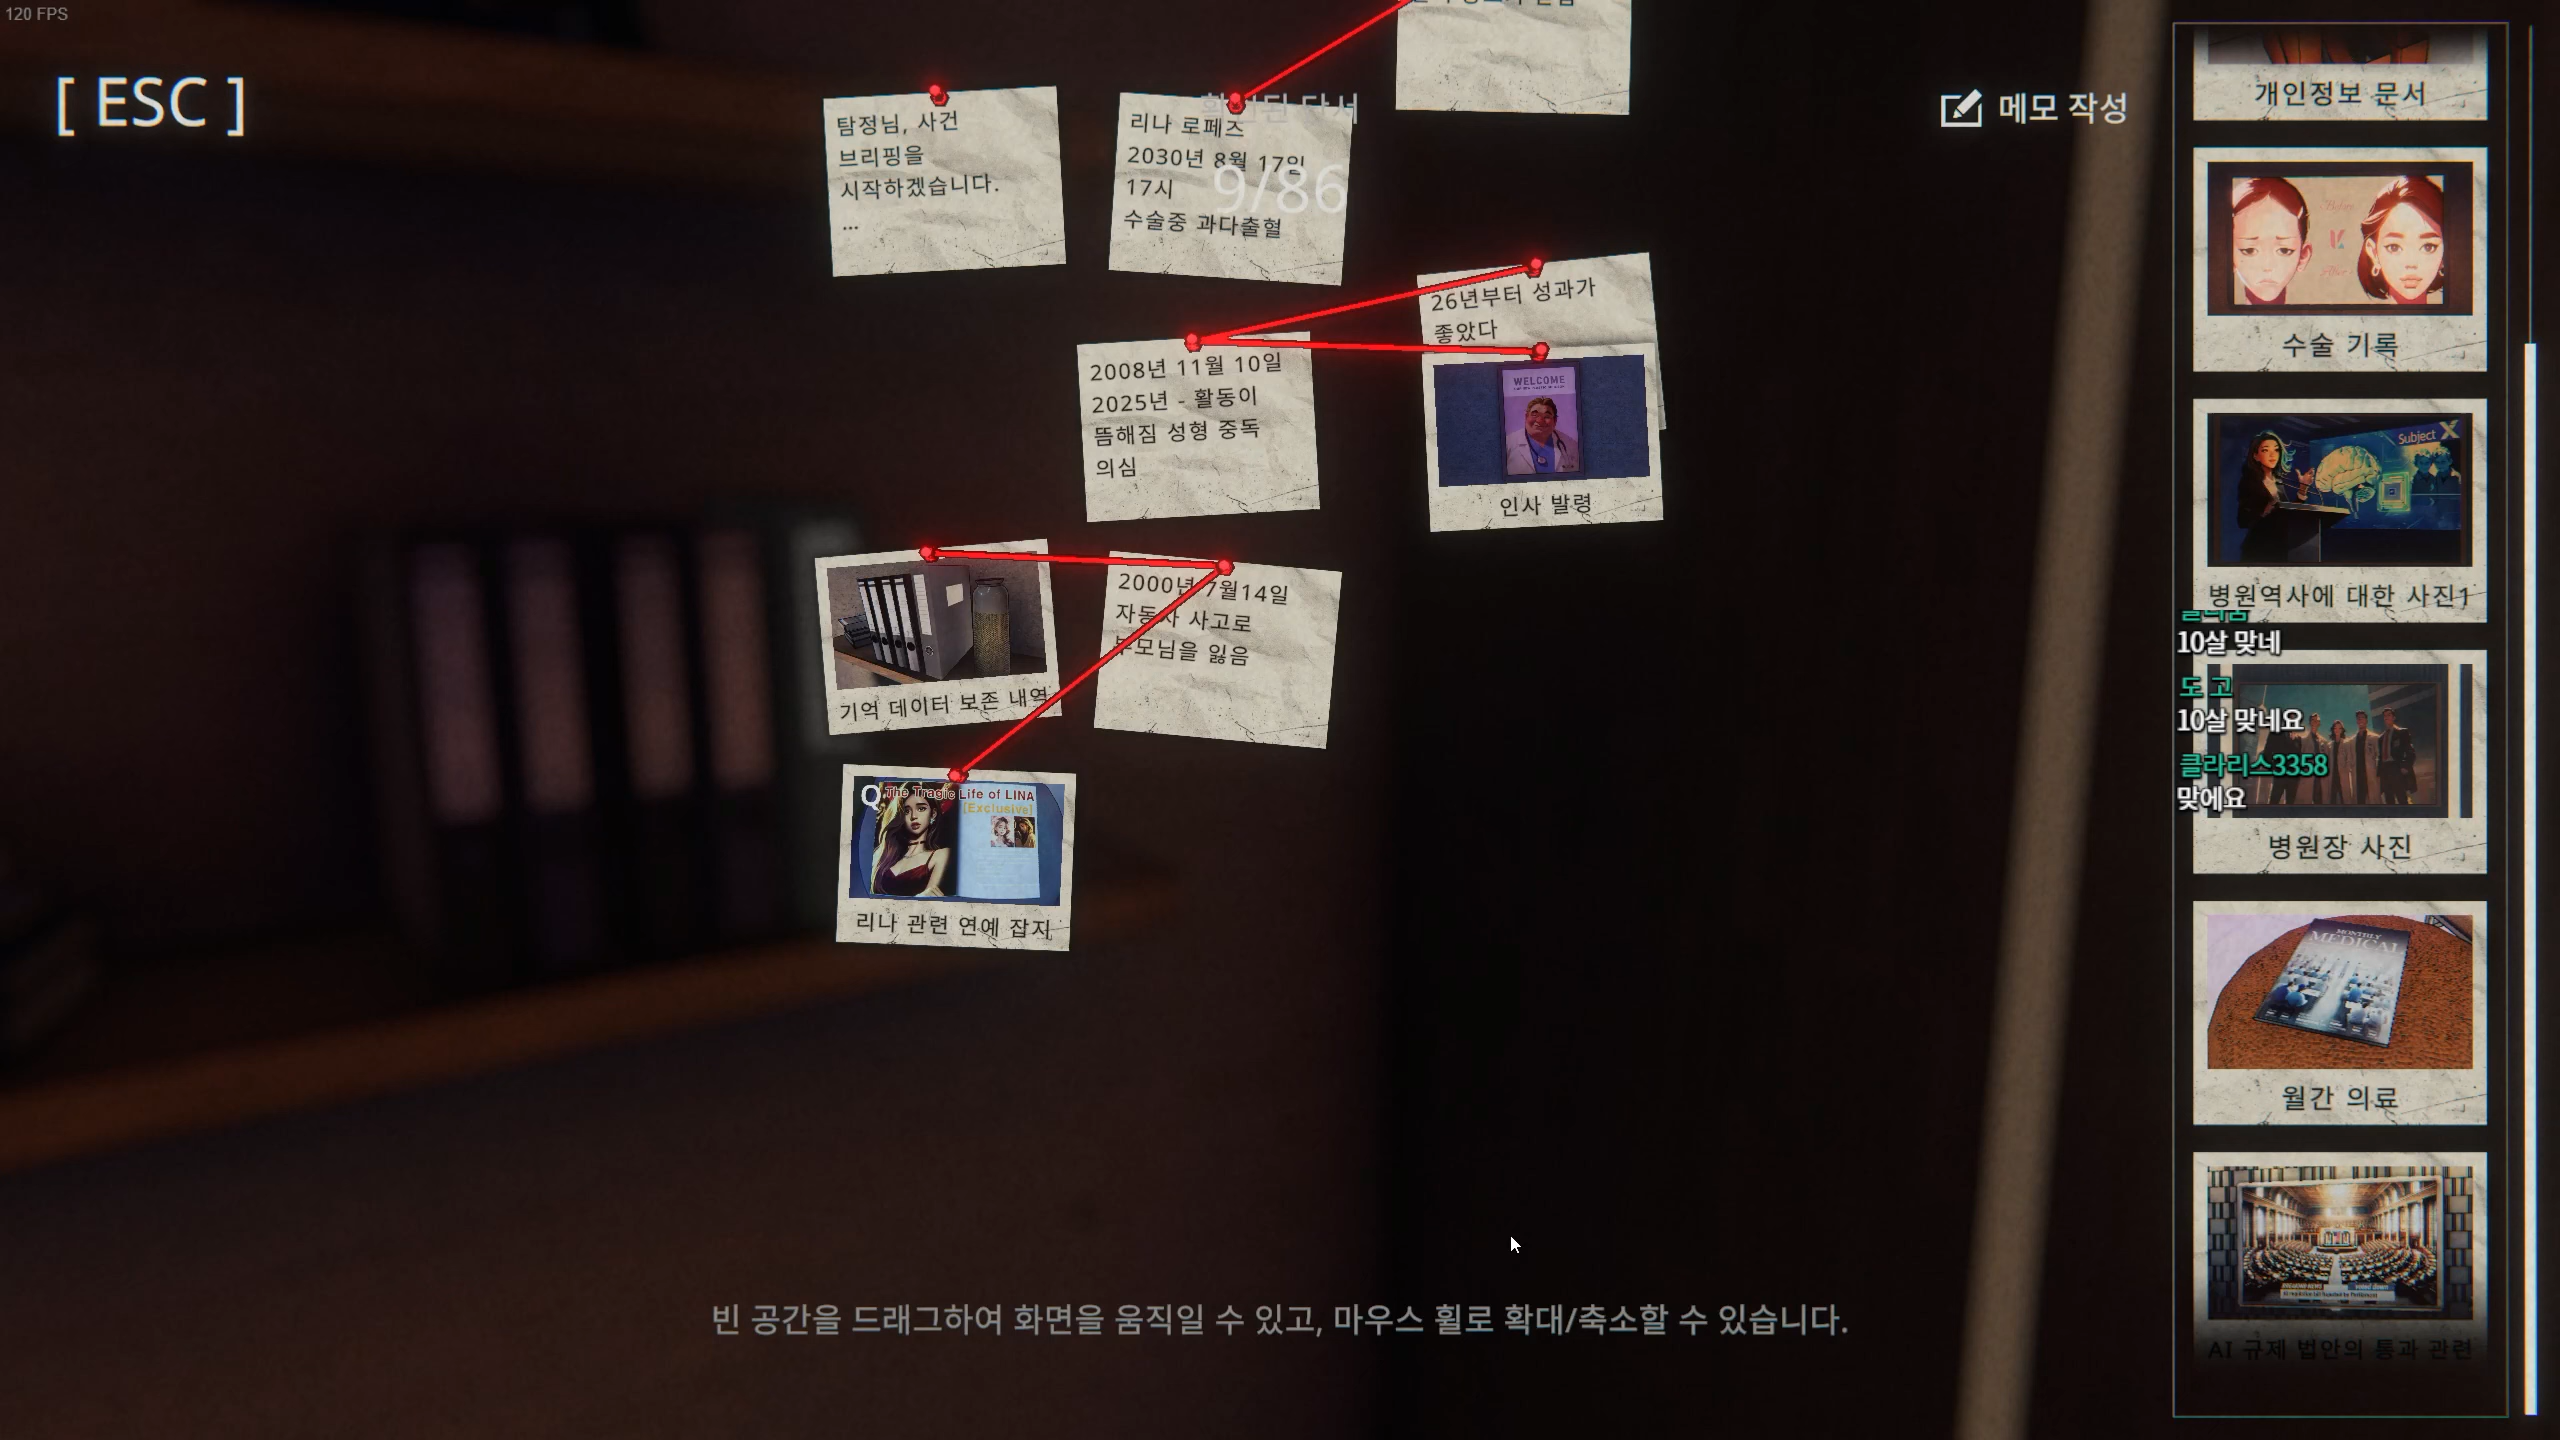 120 FPS
[ ESC ]
탐정님, 사건
브리핑을
시작하겠습니다.
...
리나 로페즈
2030년 8월 17일
17시
수술중 과다출혈
9/86
메모 작성
26년부터 성과가
좋았다
2008년 11월 10일
2025년 - 활동이
뜸해짐 성형 중독
의심
WELCOME
인사 발령
기억 데이터 보존 내역
2000년 7월14일
자동차 사고로
부모님을 잃음
The Tragic Life of LINA
[Exclusive]
리나 관련 연예 잡지
빈 공간을 드래그하여 화면을 움직일 수 있고, 마우스 휠로 확대/축소할 수 있습니다.
개인정보 문서
Before
After
수술 기록
Subject X
병원역사에 대한 사진1
10살 맞네
도 고
10살 맞네요
클라리스3358
맞에요
병원장 사진
MONTHLY
MEDICAL
월간 의료
AI 규제 법안의 통과 관련